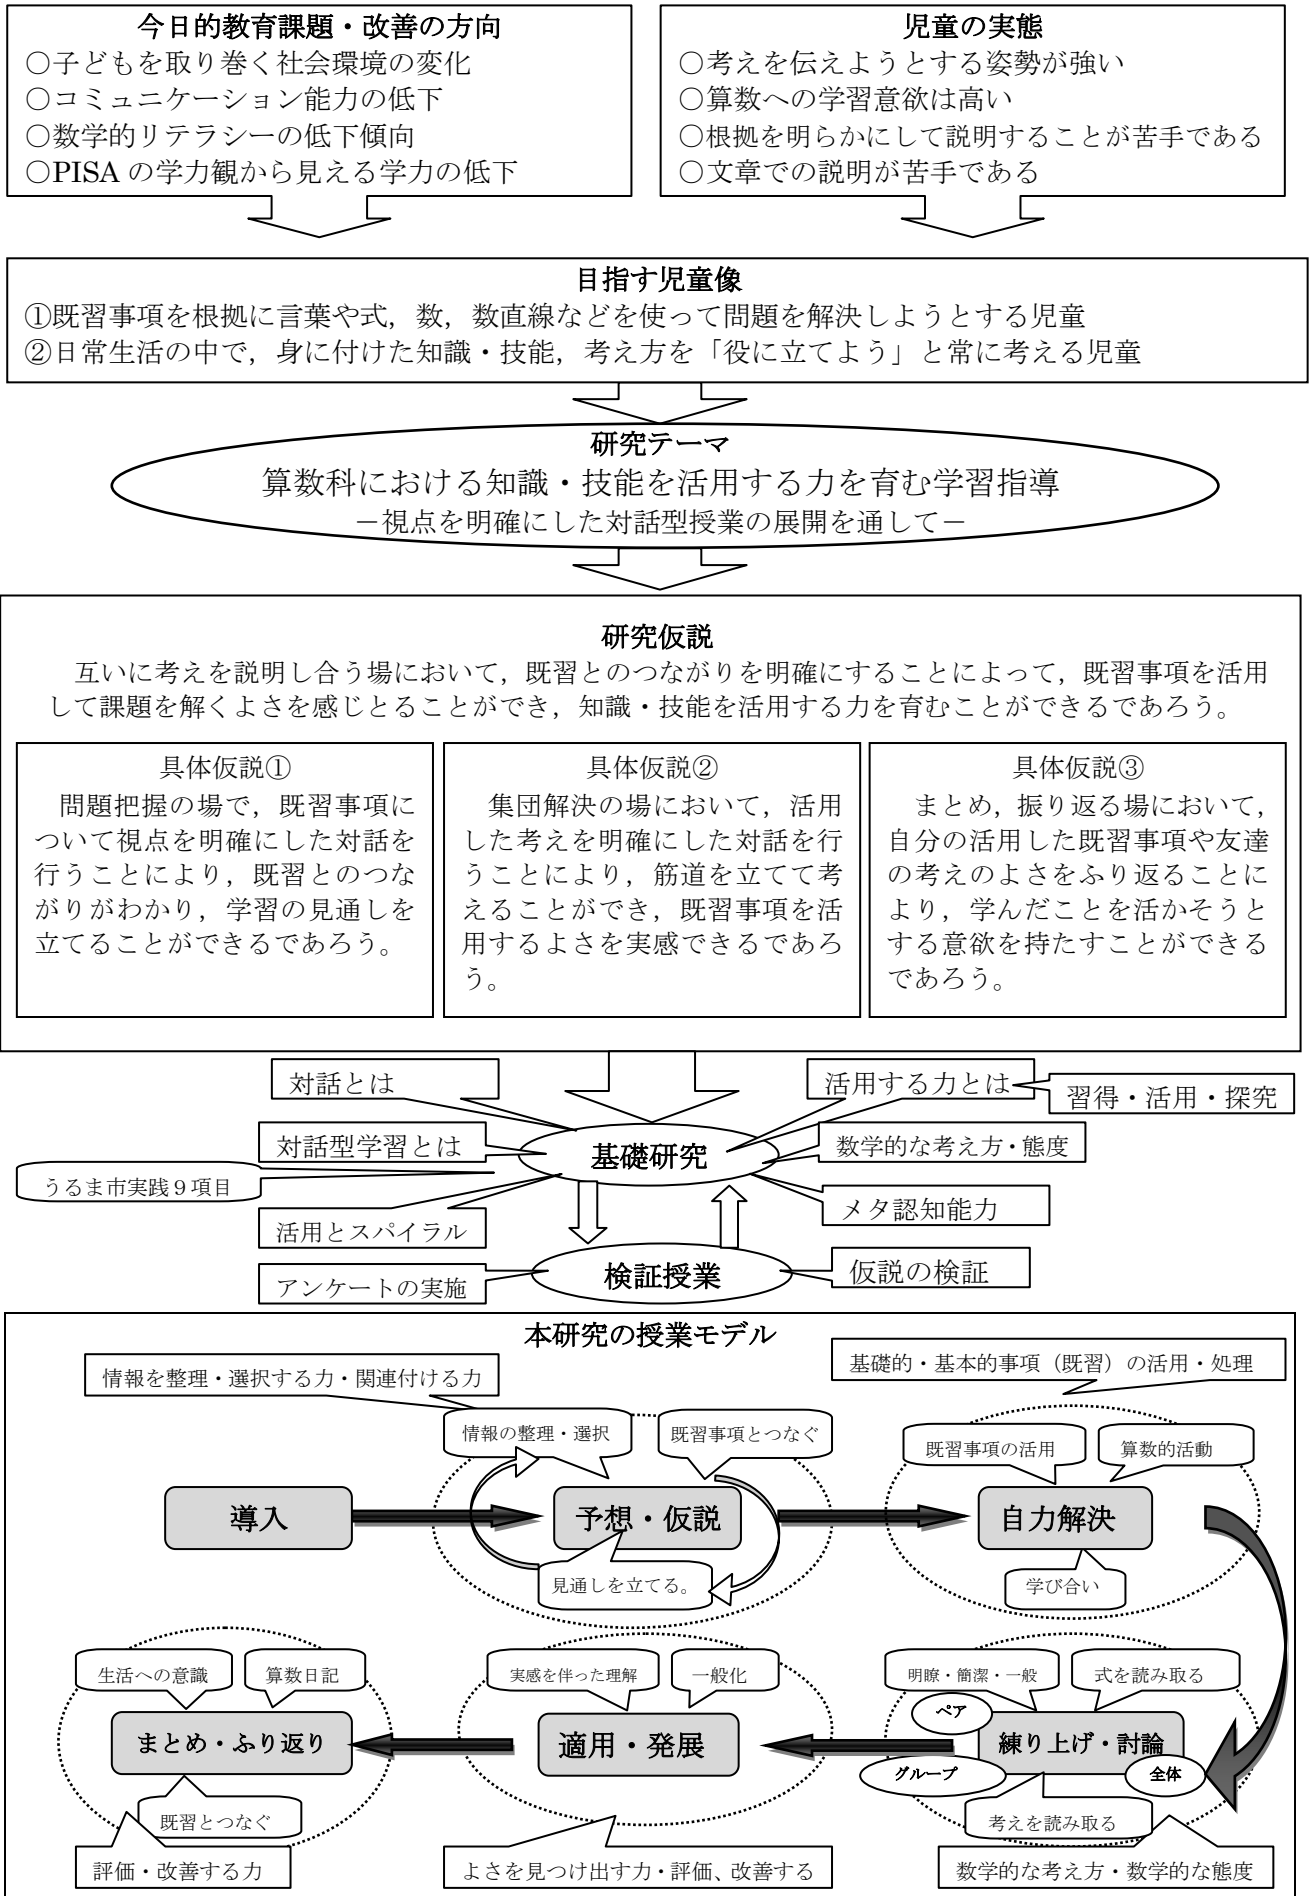 今日的教育課題・改善の方向
○子どもを取り巻く社会環境の変化
○コミュニケーション能力の低下
○数学的リテラシーの低下傾向
○PISA の学力観から見える学力の低下
児童の実態
○考えを伝えようとする姿勢が強い
○算数への学習意欲は高い
○根拠を明らかにして説明することが苦手である
○文章での説明が苦手である
目指す児童像
①既習事項を根拠に言葉や式，数，数直線などを使って問題を解決しようとする児童
②日常生活の中で，身に付けた知識・技能，考え方を「役に立てよう」と常に考える児童
研究テーマ
算数科における知識・技能を活用する力を育む学習指導
－視点を明確にした対話型授業の展開を通して－
研究仮説
互いに考えを説明し合う場において，既習とのつながりを明確にすることによって，既習事項を活用
して課題を解くよさを感じとることができ，知識・技能を活用する力を育むことができるであろう。
具体仮説①
問題把握の場で，既習事項に
ついて視点を明確にした対話を
行うことにより，既習とのつな
がりがわかり，学習の見通しを
立てることができるであろう。
具体仮説②
集団解決の場において，活用
した考えを明確にした対話を行
うことにより，筋道を立てて考
えることができ，既習事項を活
用するよさを実感できるであろ
う。
具体仮説③
まとめ，振り返る場において，
自分の活用した既習事項や友達
の考えのよさをふり返ることに
より，学んだことを活かそうと
する意欲を持たすことができる
であろう。
対話とは
活用する力とは
習得・活用・探究
対話型学習とは
基礎研究
数学的な考え方・態度
うるま市実践９項目
活用とスパイラル
メタ認知能力
アンケートの実施
検証授業
仮説の検証
本研究の授業モデル
情報を整理・選択する力・関連付ける力
基礎的・基本的事項（既習）の活用・処理
情報の整理・選択
既習事項とつなぐ
既習事項の活用
算数的活動
導入
予想・仮説
自力解決
見通しを立てる。
学び合い
生活への意識
算数日記
実感を伴った理解
一般化
明瞭・簡潔・一般
式を読み取る
ペア
まとめ・ふり返り
適用・発展
練り上げ・討論
グループ
全体
既習とつなぐ
考えを読み取る
評価・改善する力
よさを見つけ出す力・評価、改善する
数学的な考え方・数学的な態度